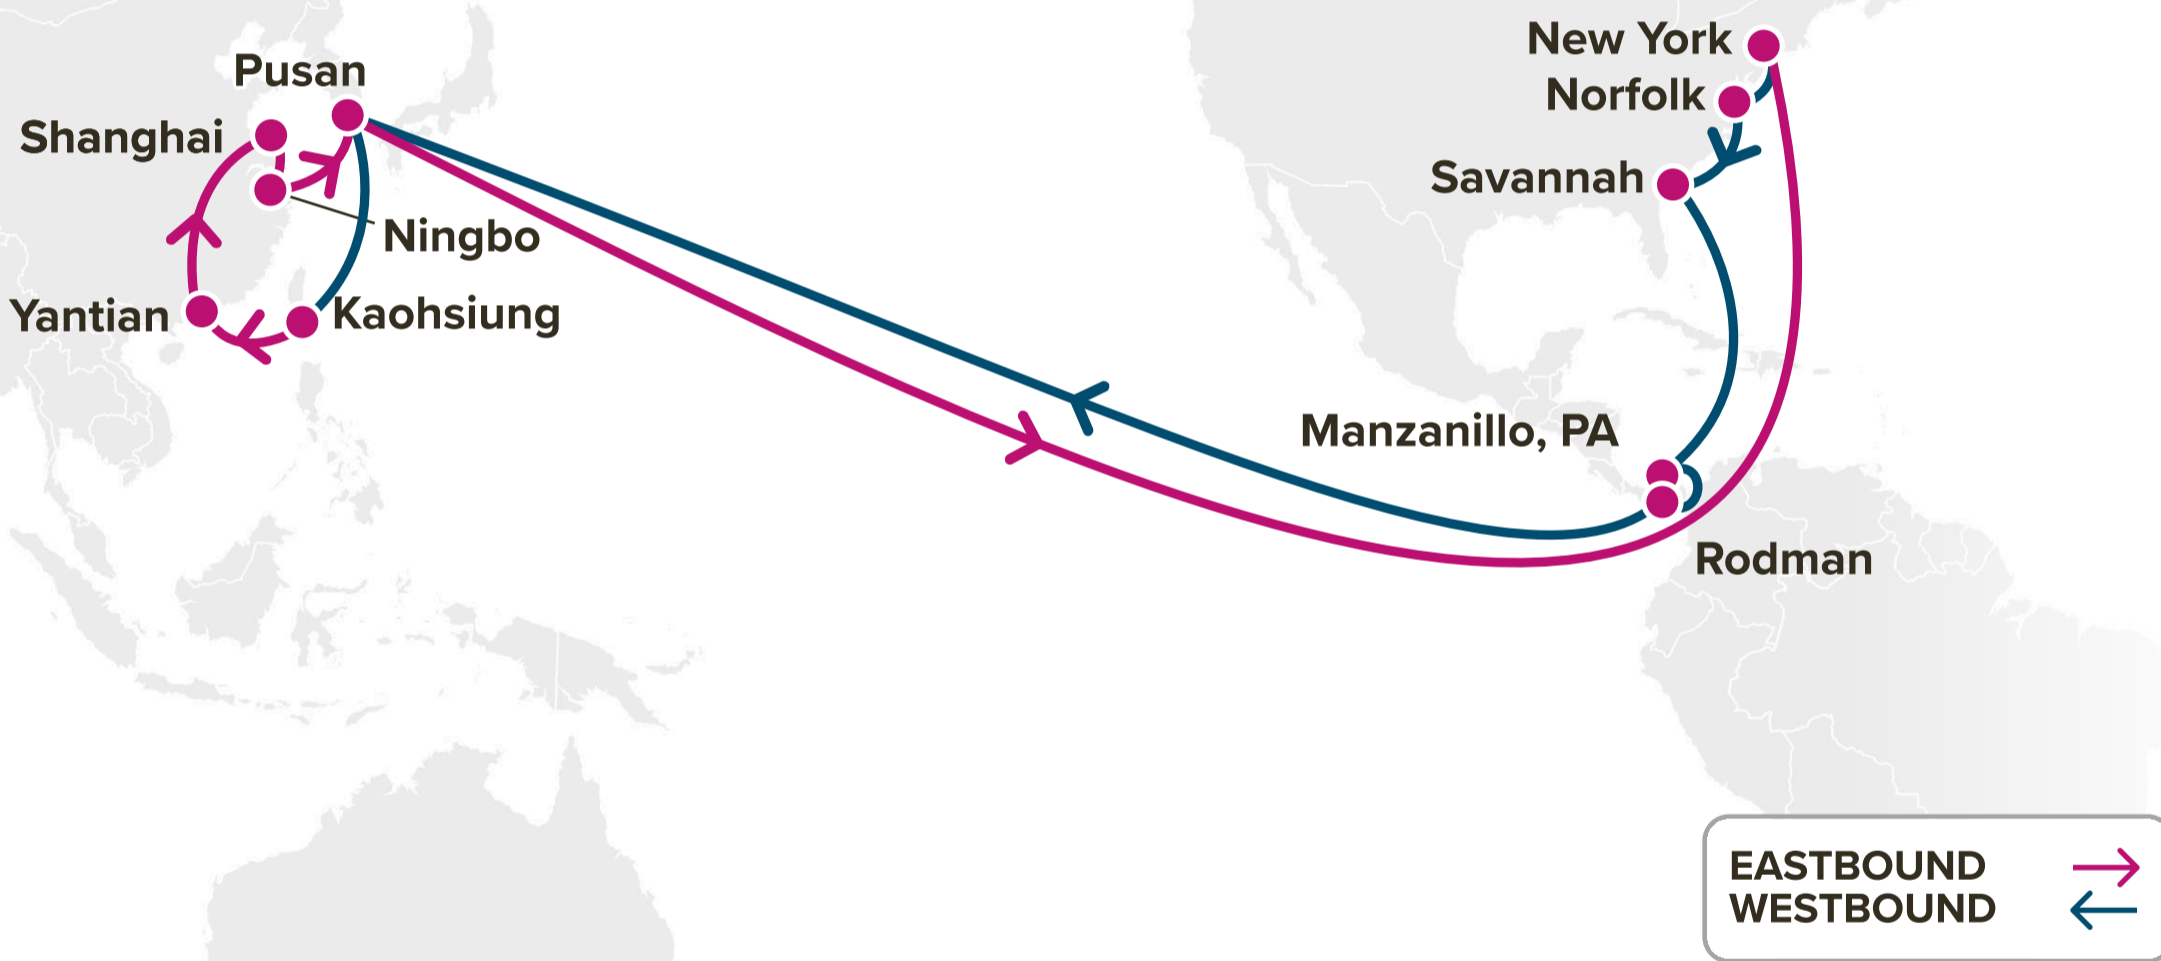 New York
Pusan
Norfolk
Shanghai
Savannah
Ningbo
Yantian
Kaohsiung
Manzanillo, PA
Rodman
EASTBOUND
WESTBOUND